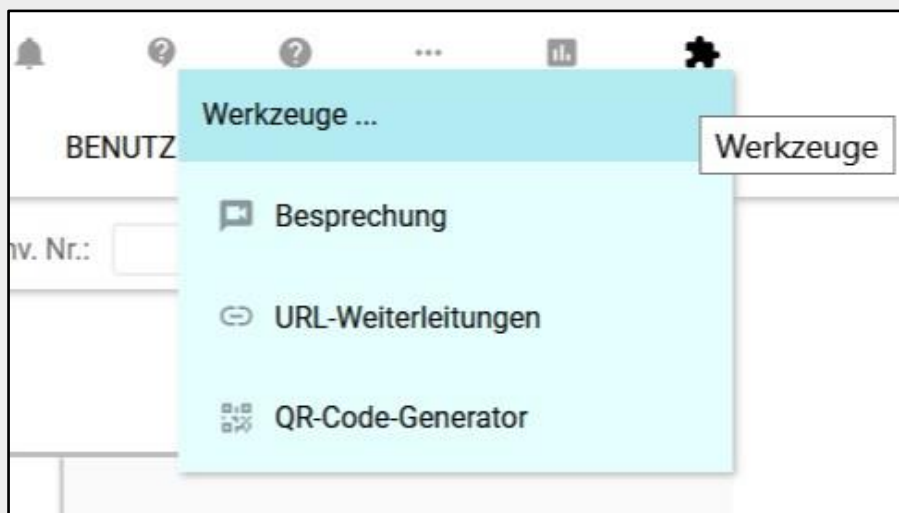 Werkzeuge ...
Werkzeuge
BENUTZ
Besprechung
nv. Nr.:
URL-Weiterleitungen
QR-Code-Generator